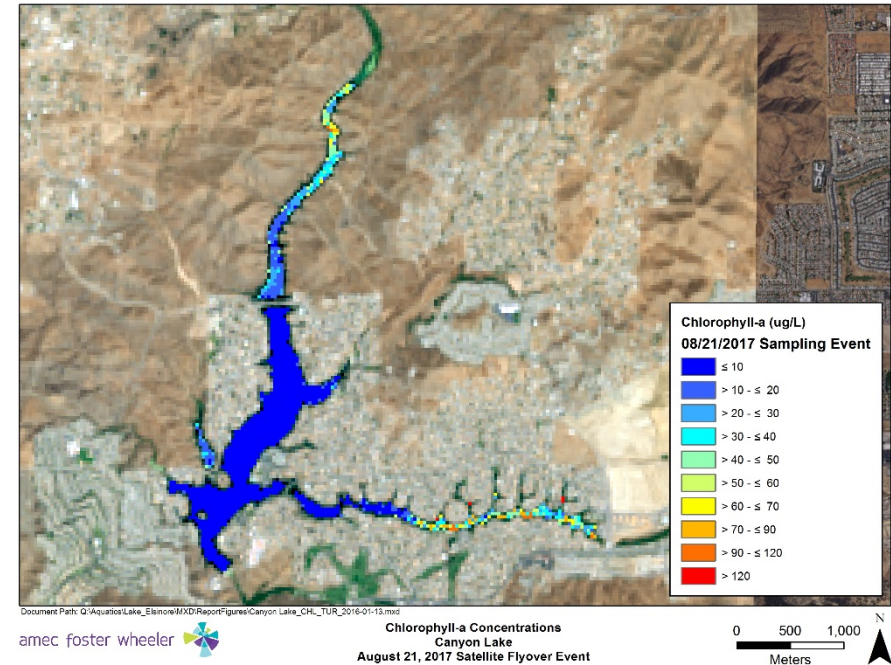 Chlorophyll-a (ug/L)
08/21/2017 Sampling Event
≤ 10
> 10 - ≤ 20
> 20 - ≤ 30
> 30 - ≤ 40
> 40 - ≤ 50
> 50 - ≤ 60
> 60 - ≤ 70
> 70 - ≤ 90
> 90 - ≤ 120
> 120
Document Path: Q:\Aquatics\Lake_Elsinore\MXD\ReportFigures\Canyon Lake_CHL_TUR_2016-01-13.mxd
amec foster wheeler
Chlorophyll-a Concentrations
Canyon Lake
August 21, 2017 Satellite Flyover Event
0 500 1,000
Meters
N